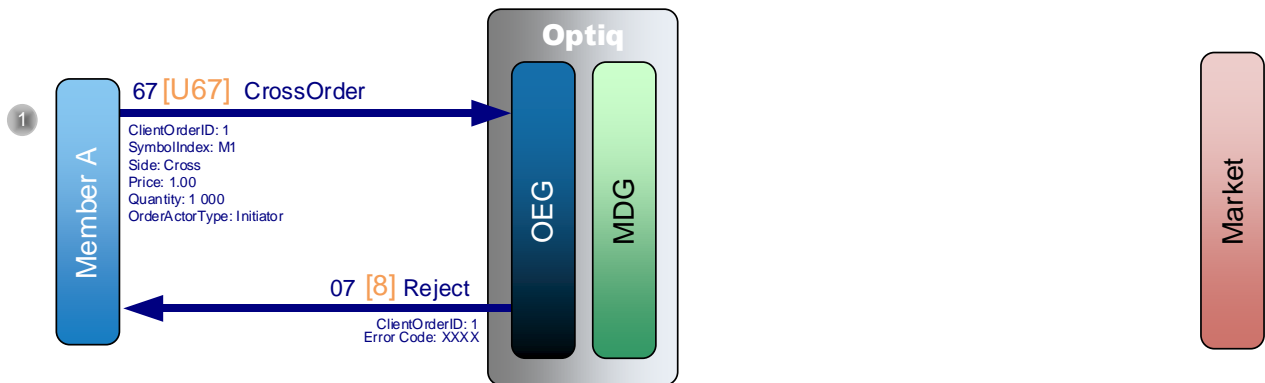 Optiq
67 [U67] CrossOrder
1
ClientOrderID: 1
SymbolIndex: M1
Side: Cross
Price: 1.00
Quantity: 1 000
OrderActorType: Initiator
Member A
OEG
MDG
Market
07 [8] Reject
ClientOrderID: 1
Error Code: XXXX